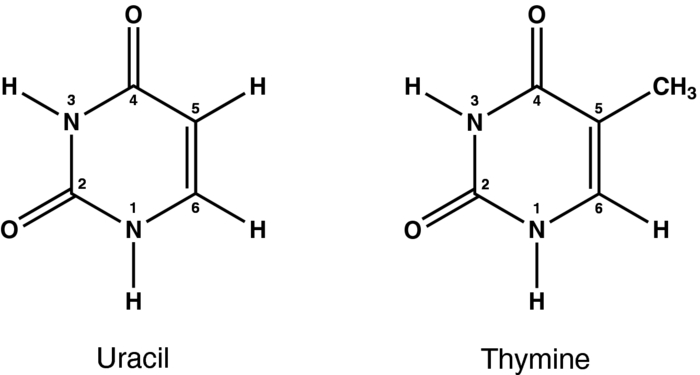 O O
H 3 4 5 H H 3 4 5 CH3
N N
2 1 6 2 1 6
O N H O N H
H H
Uracil Thymine